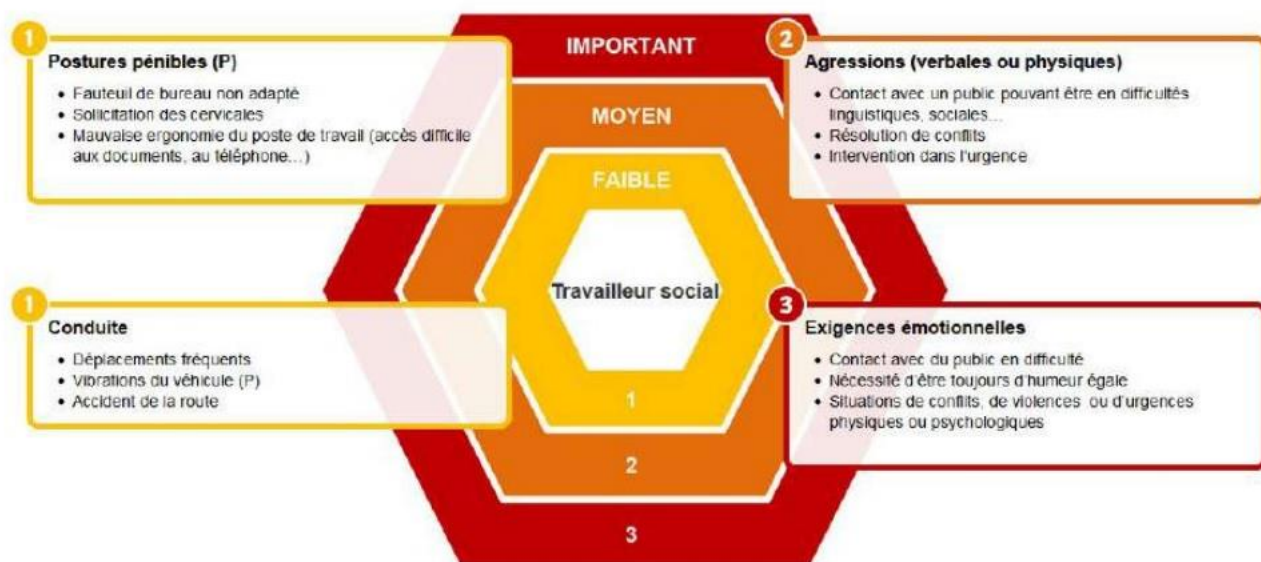 IMPORTANT
MOYEN
FAIBLE
Travailleur social
1
2
3
1
Postures pénibles (P)
• Fauteuil de bureau non adapté
• Sollicitation des cervicales
• Mauvaise ergonomie du poste de travail (accès difficile
aux documents, au téléphone…)
2
Agressions (verbales ou physiques)
• Contact avec un public pouvant être en difficultés
linguistiques, sociales…
• Résolution de conflits
• Intervention dans l'urgence
1
Conduite
• Déplacements fréquents
• Vibrations du véhicule (P)
• Accident de la route
3
Exigences émotionnelles
• Contact avec du public en difficulté
• Nécessité d'être toujours d'humeur égale
• Situations de conflits, de violences ou d'urgences
physiques ou psychologiques